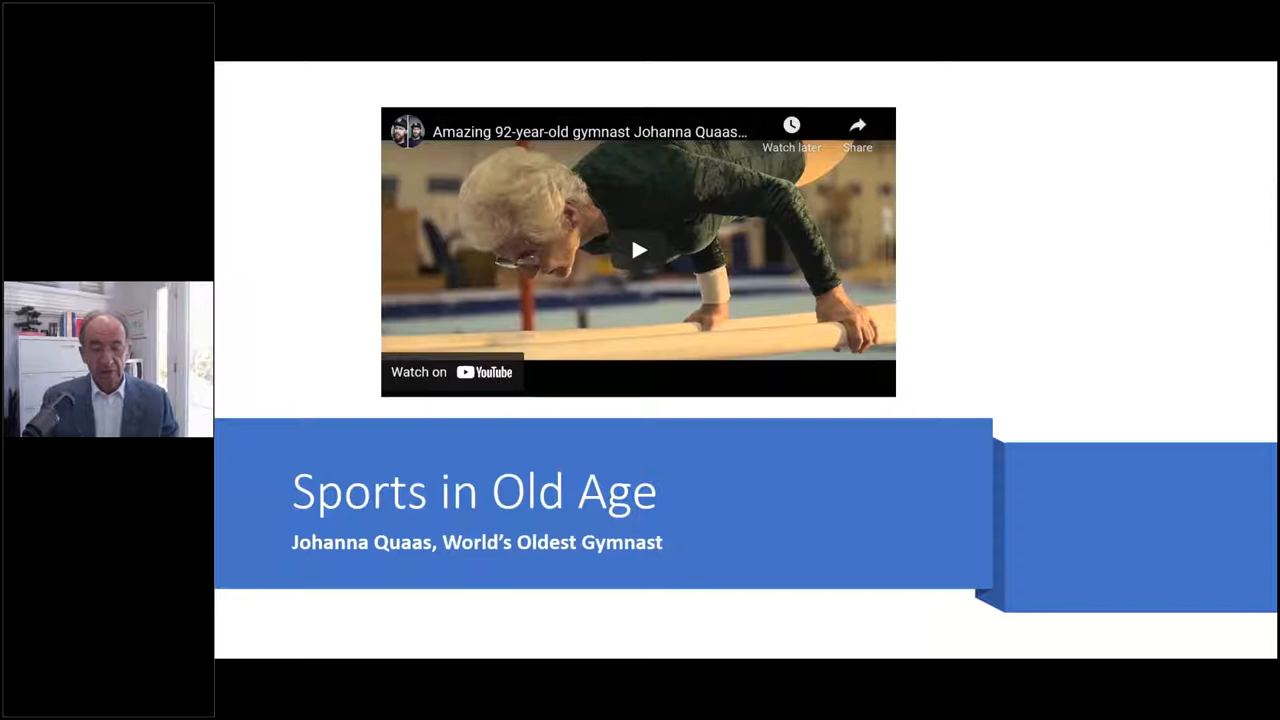 Amazing 92-year-old gymnast Johanna Quaas...
Watch later
Share
Watch on YouTube
Sports in Old Age
Johanna Quaas, World's Oldest Gymnast